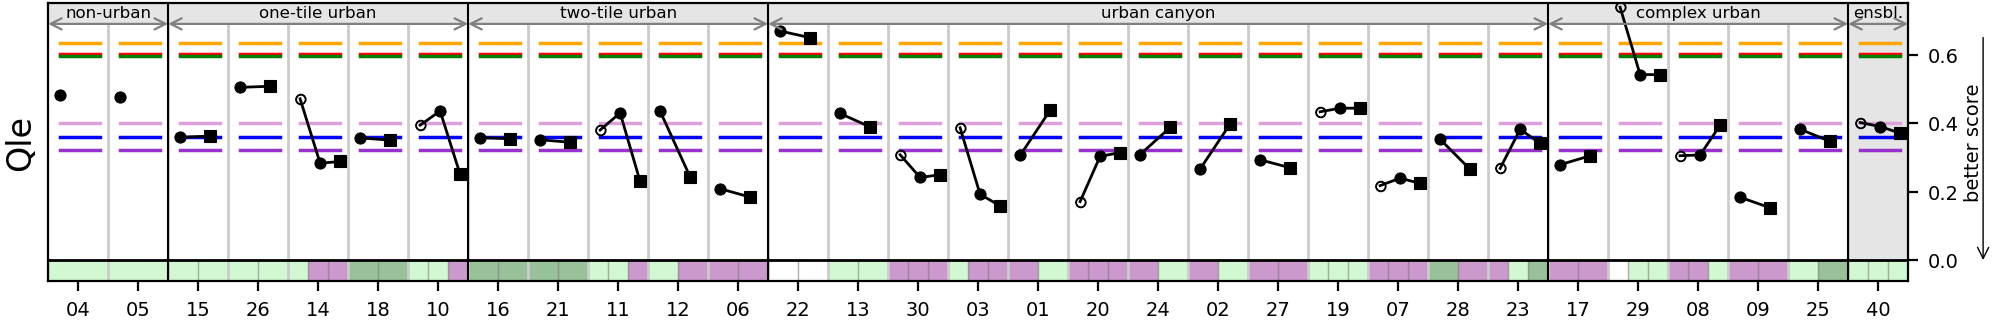 non-urban one-tile urban two-tile urban urban canyon complex urban ensbl.
Qle
0.6
0.4
0.2
0.0
better score
04 05 15 26 14 18 10 16 21 11 12 06 22 13 30 03 01 20 24 02 27 19 07 28 23 17 29 08 09 25 40